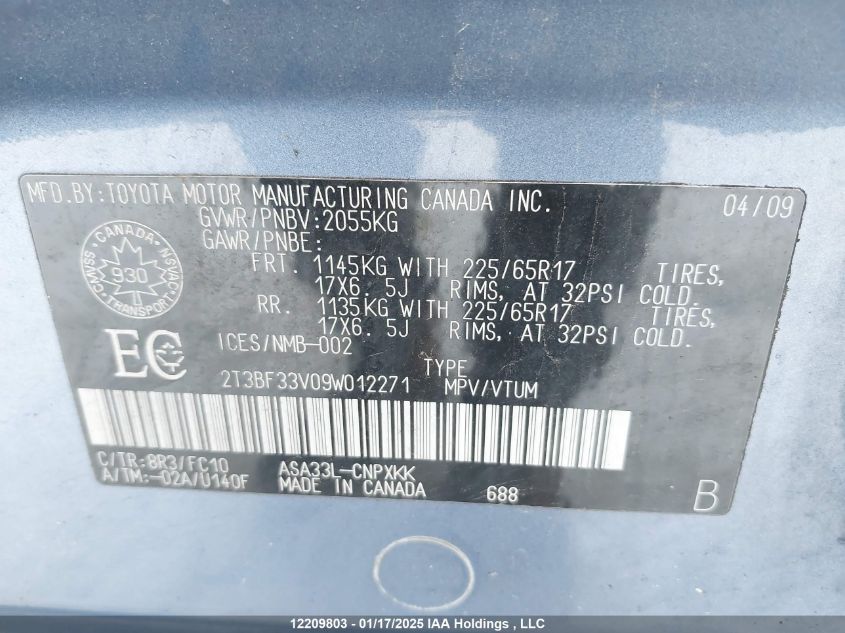 MFD.BY:TOYOTA MOTOR MANUFACTURING CANADA INC. 04/09
GVWR/PNBV:2055KG
GAWR/PNBE:
FRT. 1145KG WITH 225/65R17 TIRES,
17X6. 5J RIMS, AT 32PSI COLD.
RR. 1135KG WITH 225/65R17 TIRES,
17X6. 5J RIMS, AT 32PSI COLD.
CANADA
CMVSS 930 NSVAC
TRANSPORT
EC ICES/NMB-002
TYPE
2T3BF33V09W012271 MPV/VTUM
C/TR:8R3/FC10 ASA33L-CNPXKK
A/TM:-02A/U140F MADE IN CANADA 688 B
12209803 - 01/17/2025 IAA Holdings , LLC